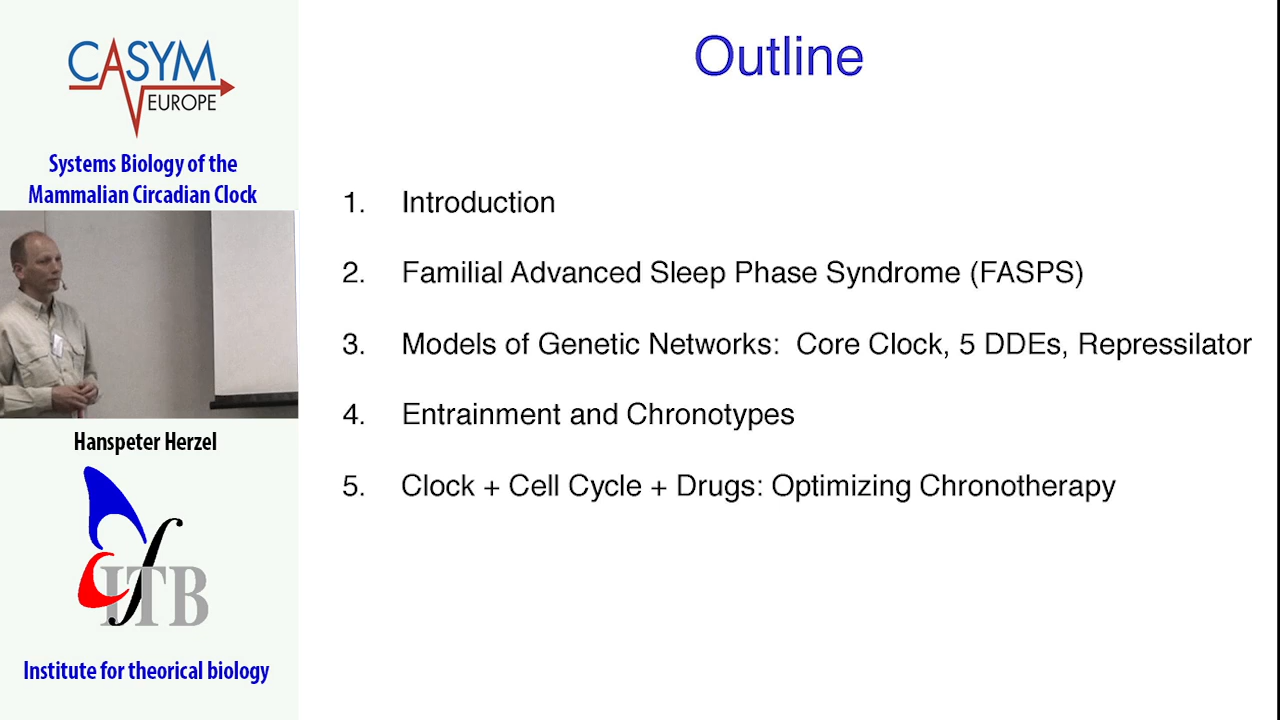 CASYM
EUROPE
Systems Biology of the
Mammalian Circadian Clock
Hanspeter Herzel
ITB
Institute for theorical biology
Outline
1. Introduction
2. Familial Advanced Sleep Phase Syndrome (FASPS)
3. Models of Genetic Networks: Core Clock, 5 DDEs, Repressilator
4. Entrainment and Chronotypes
5. Clock + Cell Cycle + Drugs: Optimizing Chronotherapy